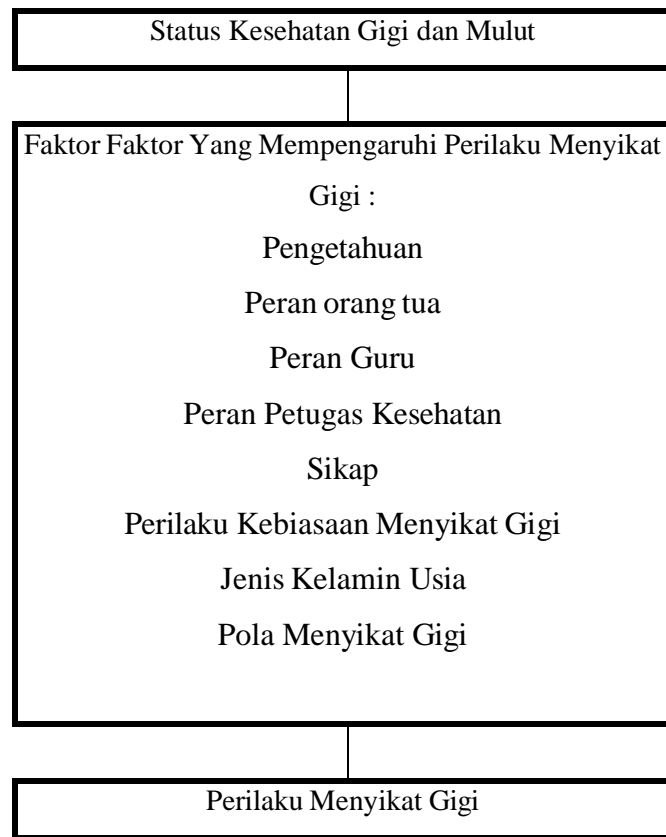 Status Kesehatan Gigi dan Mulut
Faktor Faktor Yang Mempengaruhi Perilaku Menyikat
Gigi :
Pengetahuan
Peran orang tua
Peran Guru
Peran Petugas Kesehatan
Sikap
Perilaku Kebiasaan Menyikat Gigi
Jenis Kelamin Usia
Pola Menyikat Gigi
Perilaku Menyikat Gigi